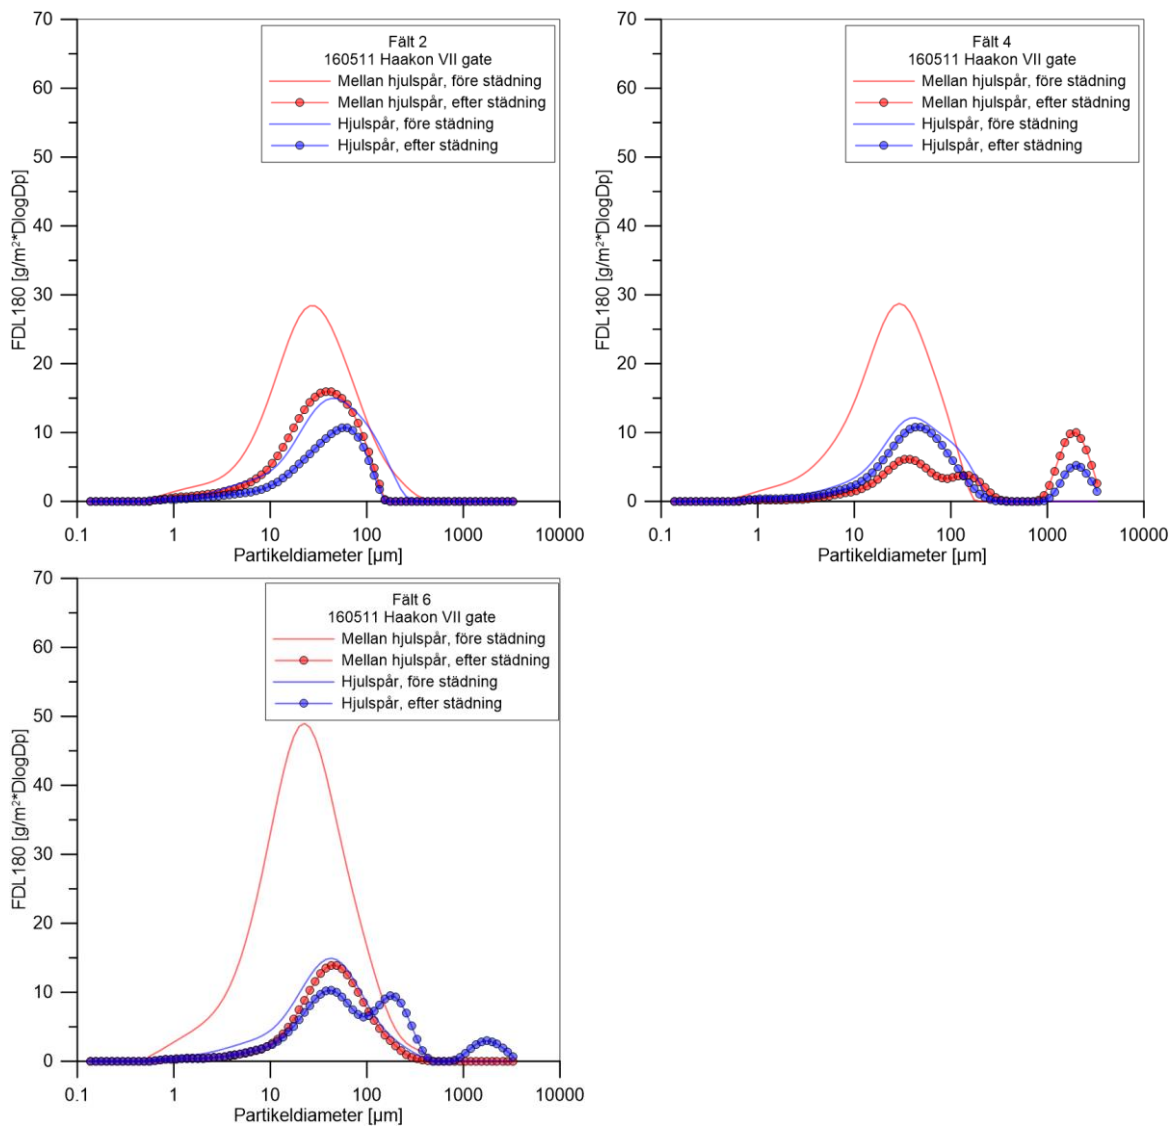 70
60
50
40
30
20
10
0
FDL180 [g/m²*DlogDp]
Fält 2
160511 Haakon VII gate
Mellan hjulspår, före städning
Mellan hjulspår, efter städning
Hjulspår, före städning
Hjulspår, efter städning
0.1 1 10 100 1000 10000
Partikeldiameter [µm]
70
60
50
40
30
20
10
0
FDL180 [g/m²*DlogDp]
Fält 4
160511 Haakon VII gate
Mellan hjulspår, före städning
Mellan hjulspår, efter städning
Hjulspår, före städning
Hjulspår, efter städning
0.1 1 10 100 1000 10000
Partikeldiameter [µm]
70
60
50
40
30
20
10
0
FDL180 [g/m²*DlogDp]
Fält 6
160511 Haakon VII gate
Mellan hjulspår, före städning
Mellan hjulspår, efter städning
Hjulspår, före städning
Hjulspår, efter städning
0.1 1 10 100 1000 10000
Partikeldiameter [µm]